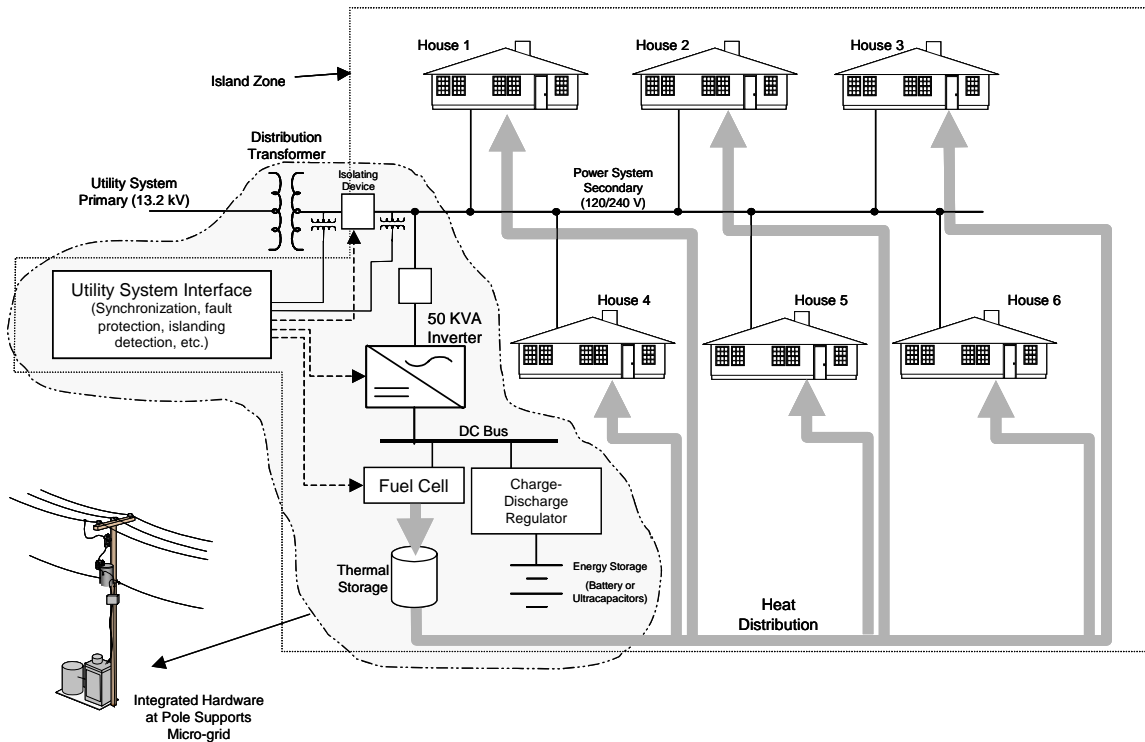 House 1
House 2
House 3
Island Zone
Distribution
Transformer
Isolating
Device
Utility System
Primary (13.2 kV)
Power System
Secondary
(120/240 V)
Utility System Interface
(Synchronization, fault
protection, islanding
detection, etc.)
50 KVA
Inverter
House 4
House 5
House 6
DC Bus
Fuel Cell
Charge-
Discharge
Regulator
Thermal
Storage
Energy Storage
(Battery or
Ultracapacitors)
Heat
Distribution
Integrated Hardware
at Pole Supports
Micro-grid